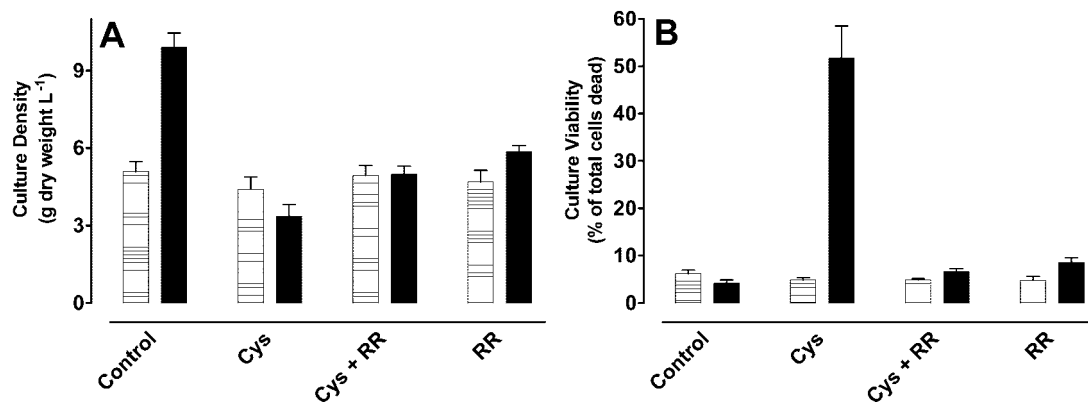 A
Culture Density
(g dry weight L⁻¹)
9
6
3
0
Control
Cys
Cys + RR
RR
B
Culture Viability
(% of total cells dead)
60
50
40
30
20
10
0
Control
Cys
Cys + RR
RR